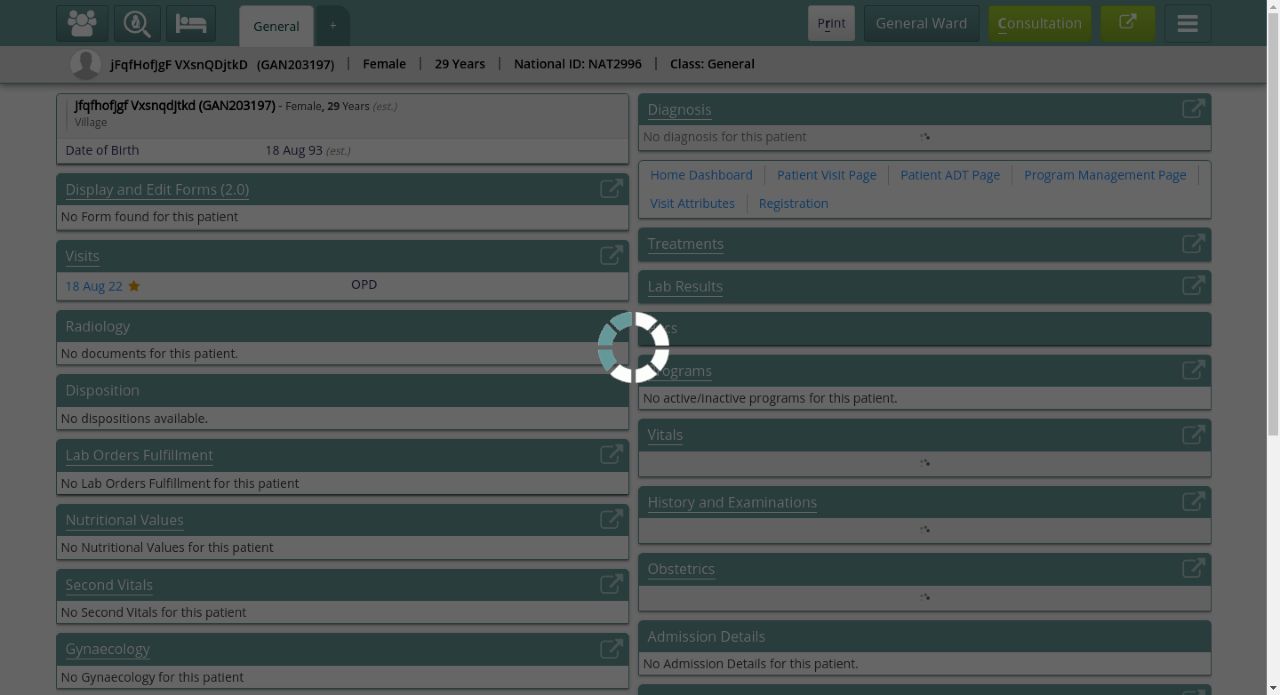 General
+
Print
General Ward
Consultation
jFqfHofJgF VXsnQDjtkD (GAN203197) | Female | 29 Years | National ID: NAT2996 | Class: General
Jfqfhofjgf Vxsnqdjtkd (GAN203197) - Female, 29 Years (est.)
Village
Date of Birth 18 Aug 93 (est.)
Display and Edit Forms (2.0)
No Form found for this patient
Visits
18 Aug 22 OPD
Radiology
No documents for this patient.
Disposition
No dispositions available.
Lab Orders Fulfillment
No Lab Orders Fulfillment for this patient
Nutritional Values
No Nutritional Values for this patient
Second Vitals
No Second Vitals for this patient
Gynaecology
No Gynaecology for this patient
Diagnosis
No diagnosis for this patient
Home Dashboard | Patient Visit Page | Patient ADT Page | Program Management Page |
Visit Attributes | Registration
Treatments
Lab Results
No active/inactive programs for this patient.
Vitals
History and Examinations
Obstetrics
Admission Details
No Admission Details for this patient.